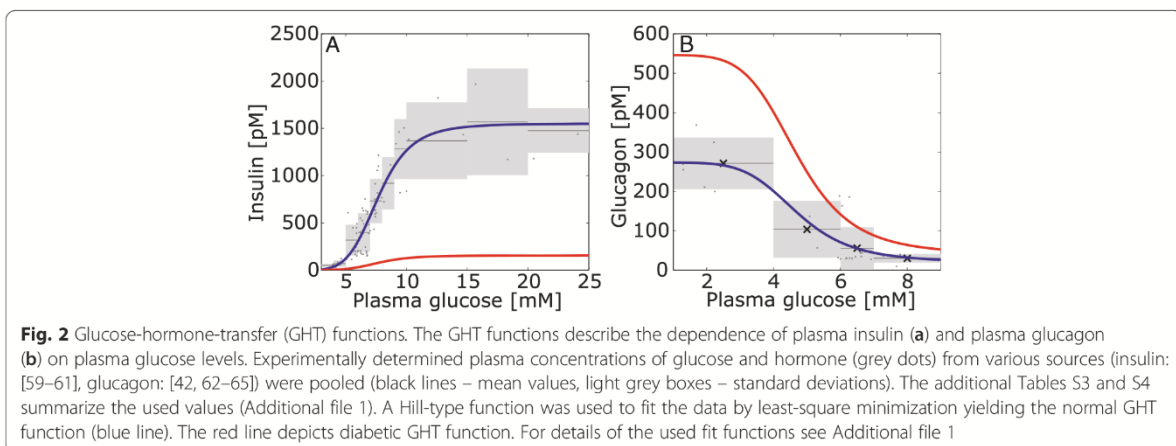 A
B
2500
2000
1500
1000
500
0
Insulin [pM]
5 10 15 20 25
Plasma glucose [mM]
600
500
400
300
200
100
0
Glucagon [pM]
2 4 6 8
Plasma glucose [mM]
Fig. 2 Glucose-hormone-transfer (GHT) functions. The GHT functions describe the dependence of plasma insulin (a) and plasma glucagon
(b) on plasma glucose levels. Experimentally determined plasma concentrations of glucose and hormone (grey dots) from various sources (insulin:
[59–61], glucagon: [42, 62–65]) were pooled (black lines – mean values, light grey boxes – standard deviations). The additional Tables S3 and S4
summarize the used values (Additional file 1). A Hill-type function was used to fit the data by least-square minimization yielding the normal GHT
function (blue line). The red line depicts diabetic GHT function. For details of the used fit functions see Additional file 1